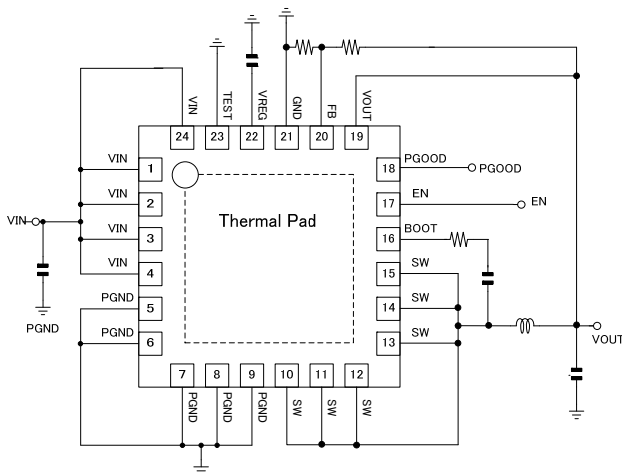 VIN
TEST
VREG
GND
FB
VOUT
24
23
22
21
20
19
VIN
1
18
PGOOD
PGOOD
VIN
2
17
EN
EN
Thermal Pad
VIN
VIN
3
16
BOOT
VIN
4
15
SW
PGND
5
14
SW
PGND
PGND
6
13
SW
VOUT
7
8
9
10
11
12
PGND
PGND
PGND
SW
SW
SW